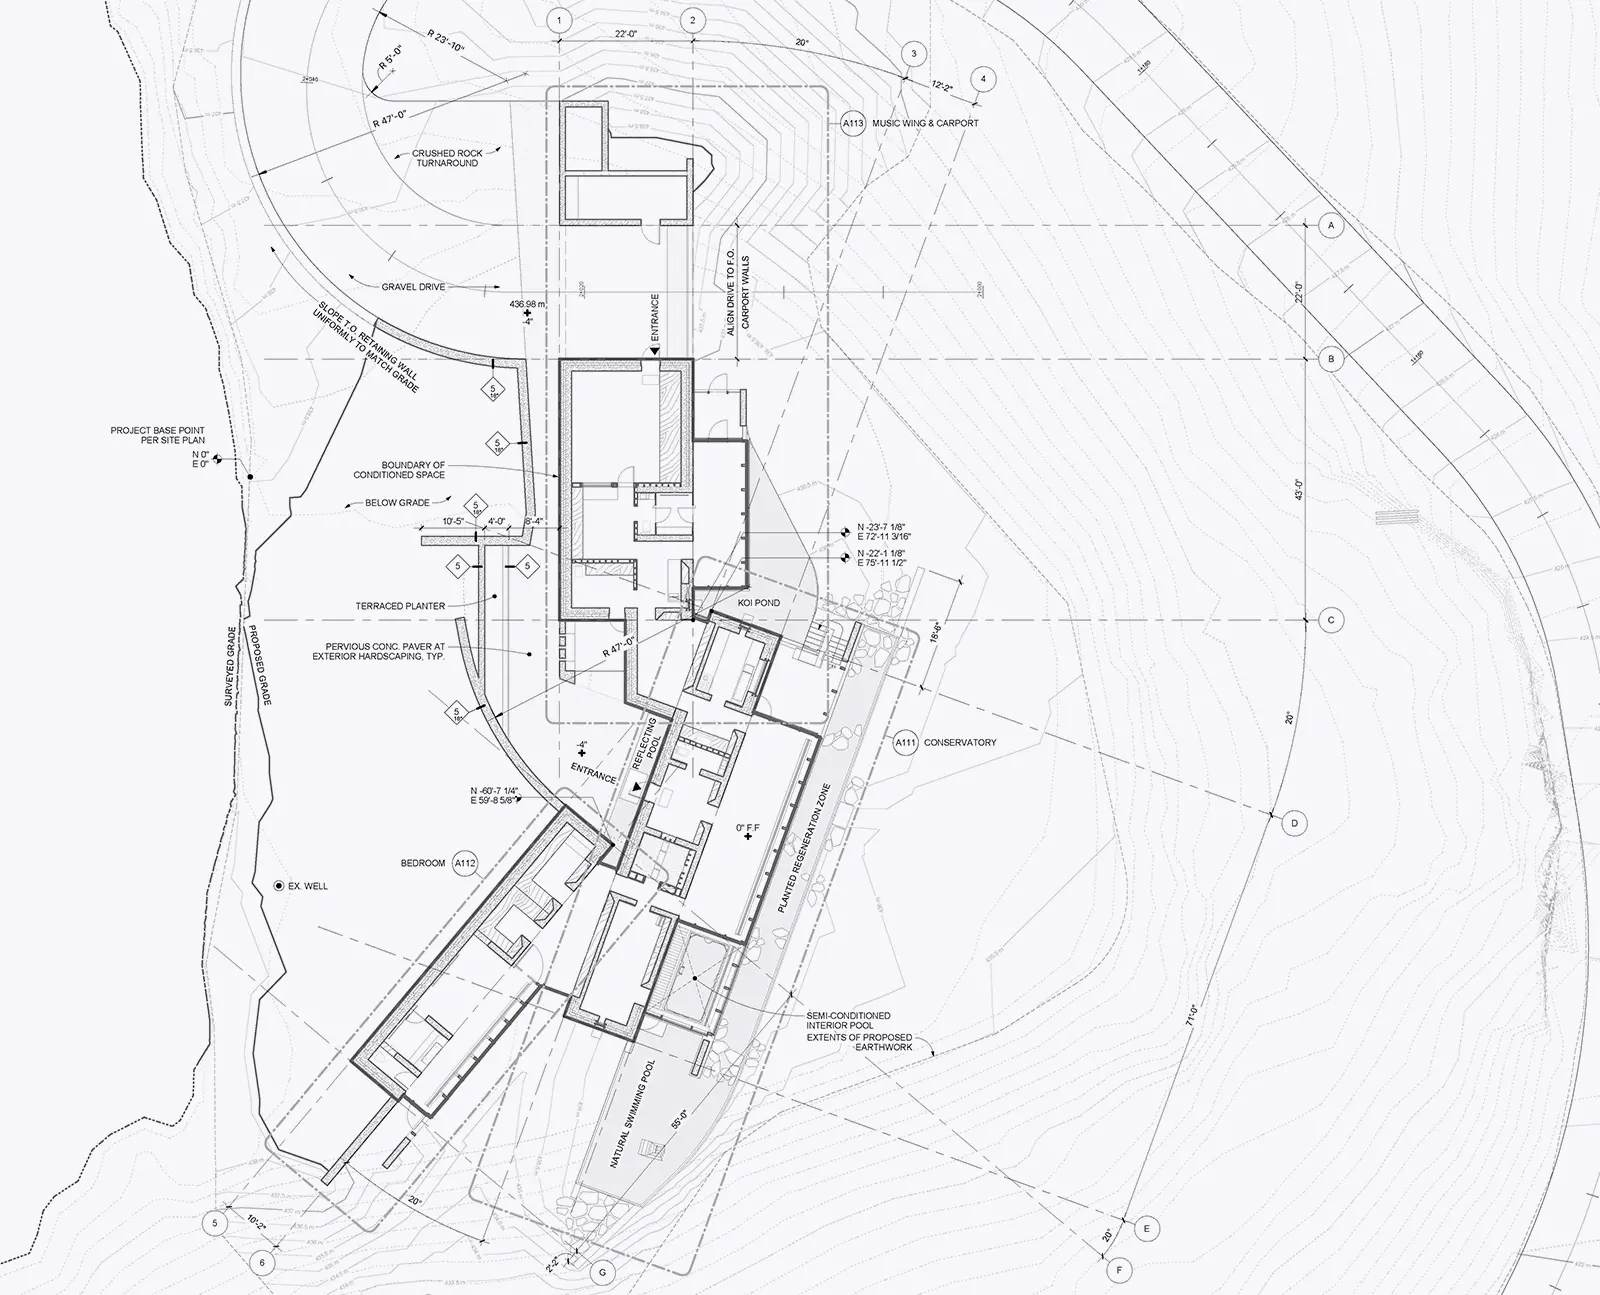 1
2
22'-0"
20°
3
12'-2"
4
R 23'-10"
R 5'-0"
R 47'-0"
A113
MUSIC WING & CARPORT
CRUSHED ROCK
TURNAROUND
A
GRAVEL DRIVE
436.98 m
-4"
ENTRANCE
ALIGN DRIVE TO F.O.
CARPORT WALLS
22'-0"
SLOPE T.O. RETAINING WALL
UNIFORMLY TO MATCH GRADE
B
5
18"
PROJECT BASE POINT
PER SITE PLAN
N 0"
E 0"
5
18"
BOUNDARY OF
CONDITIONED SPACE
BELOW GRADE
5
18"
43'-0"
10'-5"
4'-0"
8'-4"
N -23'-7 1/8"
E 72'-11 3/16"
N -22'-1 1/8"
E 75'-11 1/2"
5
5
TERRACED PLANTER
KOI POND
C
18'-6"
PERVIOUS CONC. PAVER AT
EXTERIOR HARDSCAPING, TYP.
R 47'-0"
SURVEYED GRADE
PROPOSED GRADE
5
18"
20°
-4"
ENTRANCE
REFLECTING
POOL
A111
CONSERVATORY
N -60'-7 1/4"
E 59'-8 5/8"
0" F.F
PLANTED REGENERATION ZONE
D
BEDROOM
A112
EX. WELL
SEMI-CONDITIONED
INTERIOR POOL
EXTENTS OF PROPOSED
EARTHWORK
71'-0"
NATURAL SWIMMING POOL
55'-0"
20°
5
10'-2"
6
2'-2"
G
20°
E
F